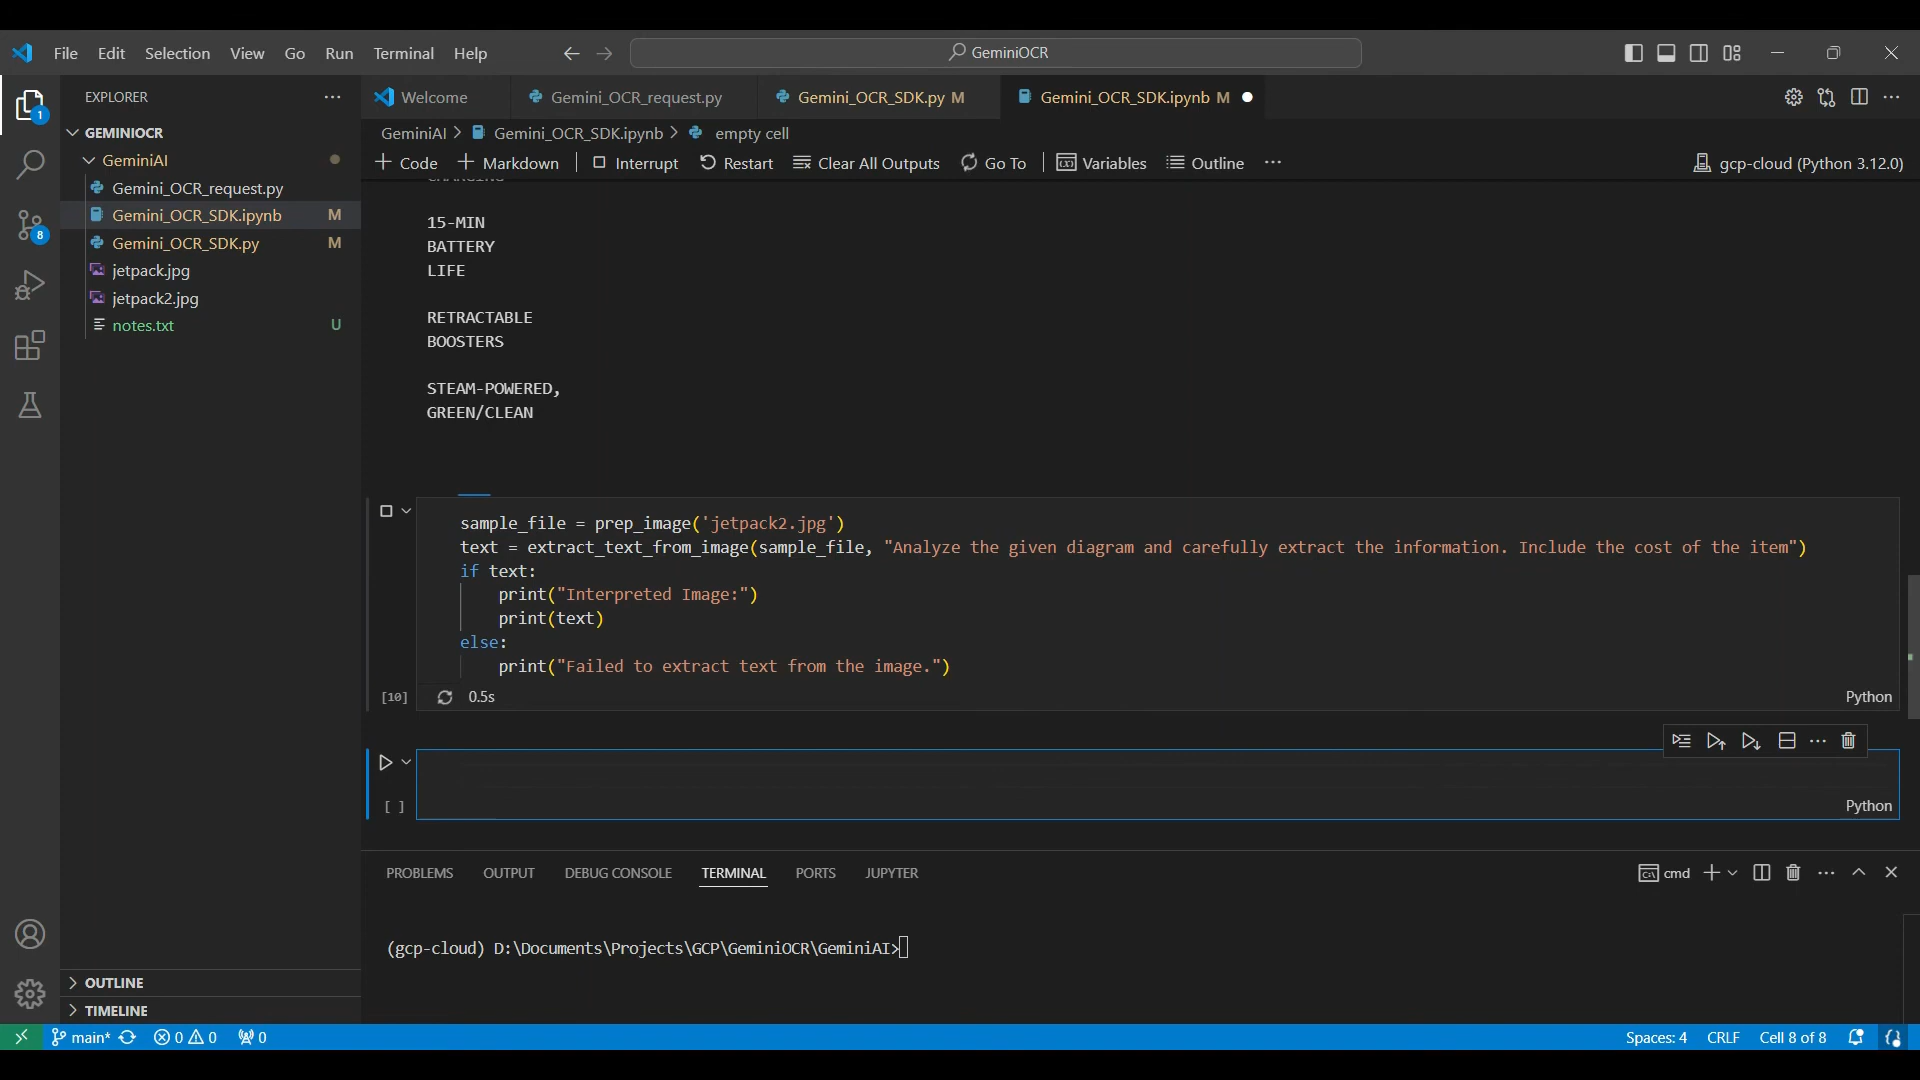 File Edit Selection View Go Run Terminal Help
GeminiOCR
EXPLORER
Welcome Gemini_OCR_request.py Gemini_OCR_SDK.py M Gemini_OCR_SDK.ipynb M
GEMINIOCR
GeminiAI
Gemini_OCR_request.py
Gemini_OCR_SDK.ipynb M
Gemini_OCR_SDK.py M
jetpack.jpg
jetpack2.jpg
notes.txt U
1
8
GeminiAI > Gemini_OCR_SDK.ipynb > empty cell
+ Code + Markdown Interrupt Restart Clear All Outputs Go To Variables Outline ... gcp-cloud (Python 3.12.0)
CHARGING
15-MIN
BATTERY
LIFE
RETRACTABLE
BOOSTERS
STEAM-POWERED,
GREEN/CLEAN
sample_file = prep_image('jetpack2.jpg')
text = extract_text_from_image(sample_file, "Analyze the given diagram and carefully extract the information. Include the cost of the item")
if text:
print("Interpreted Image:")
print(text)
else:
print("Failed to extract text from the image.")
[10] 0.5s Python
[ ] Python
PROBLEMS OUTPUT DEBUG CONSOLE TERMINAL PORTS JUPYTER cmd
(gcp-cloud) D:\Documents\Projects\GCP\GeminiOCR\GeminiAI>
OUTLINE
TIMELINE
main* 0 0 0 Spaces: 4 CRLF Cell 8 of 8